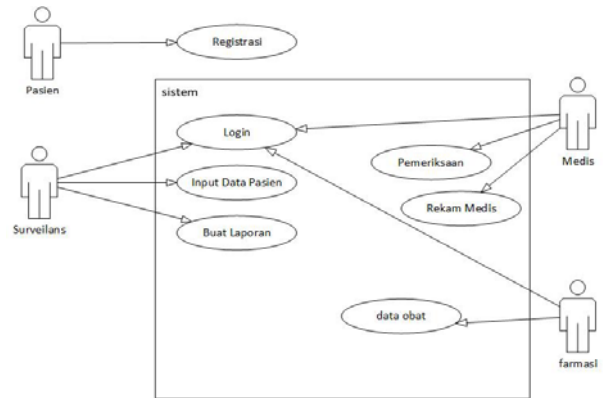 Registrasi
Pasien
sistem
Login
Medis
Pemeriksaan
Input Data Pasien
Rekam Medis
Surveilans
Buat Laporan
data obat
farmasi